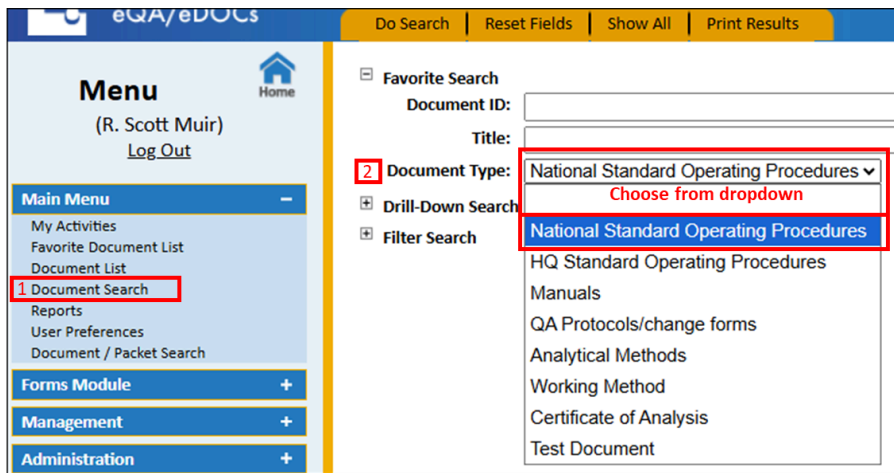 eQA/eDOCs
Do Search
Reset Fields
Show All
Print Results
Menu
Home
(R. Scott Muir)
Log Out
Main Menu
My Activities
Favorite Document List
Document List
1 Document Search
Reports
User Preferences
Document / Packet Search
Forms Module +
Management +
Administration +
Favorite Search
Document ID:
Title:
2 Document Type: National Standard Operating Procedures
Choose from dropdown
Drill-Down Search
Filter Search
National Standard Operating Procedures
HQ Standard Operating Procedures
Manuals
QA Protocols/change forms
Analytical Methods
Working Method
Certificate of Analysis
Test Document